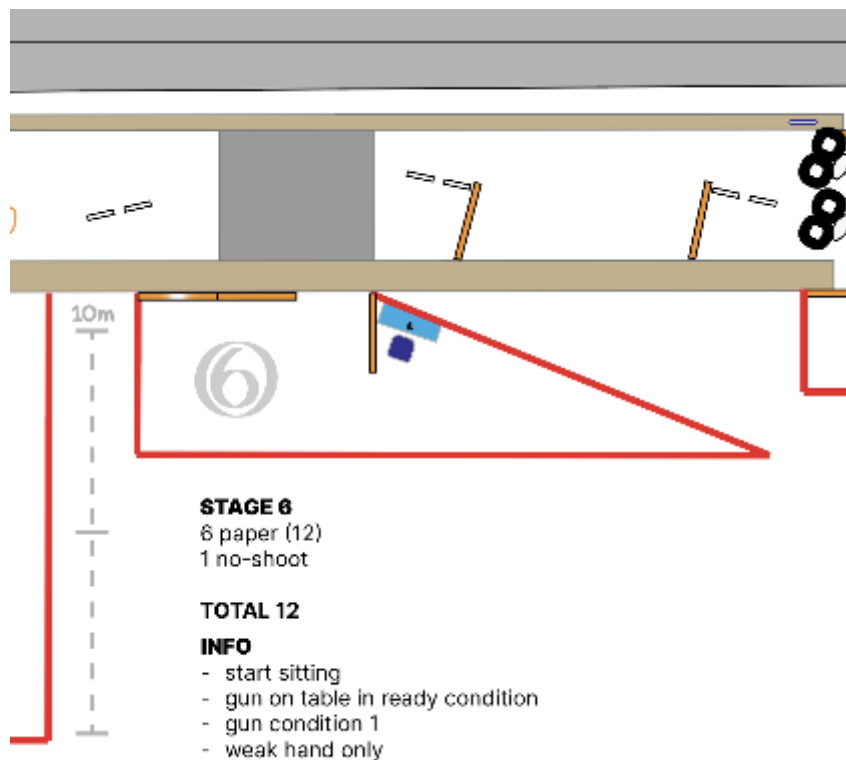 10m
6
STAGE 6
6 paper (12)
1 no-shoot
TOTAL 12
INFO
- start sitting
- gun on table in ready condition
- gun condition 1
- weak hand only